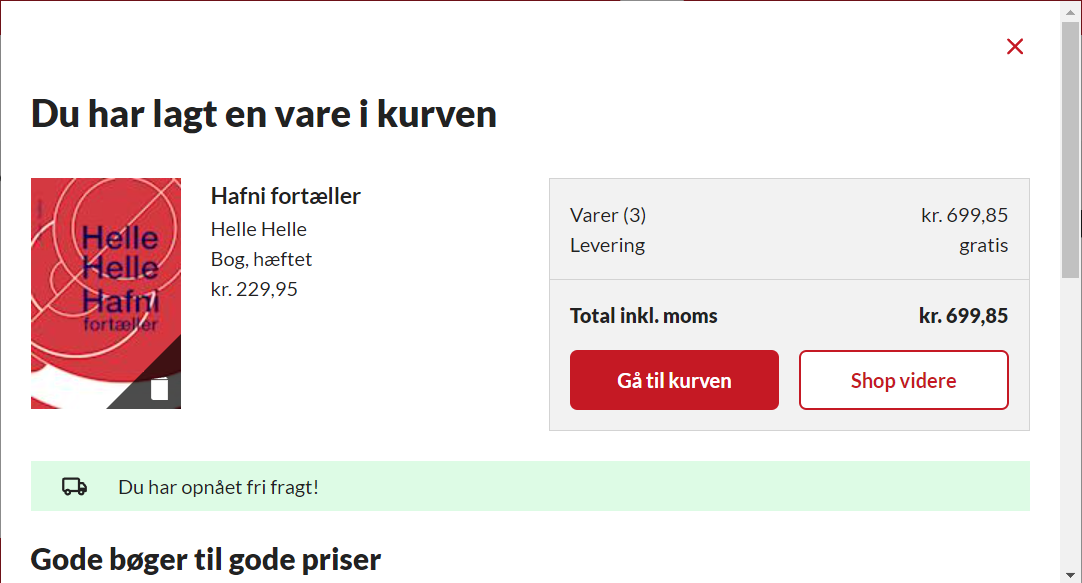 Du har lagt en vare i kurven
Helle
Helle
Hafni
fortæller
Hafni fortæller
Helle Helle
Bog, hæftet
kr. 229,95
Varer (3) kr. 699,85
Levering gratis
Total inkl. moms kr. 699,85
Gå til kurven Shop videre
Du har opnået fri fragt!
Gode bøger til gode priser